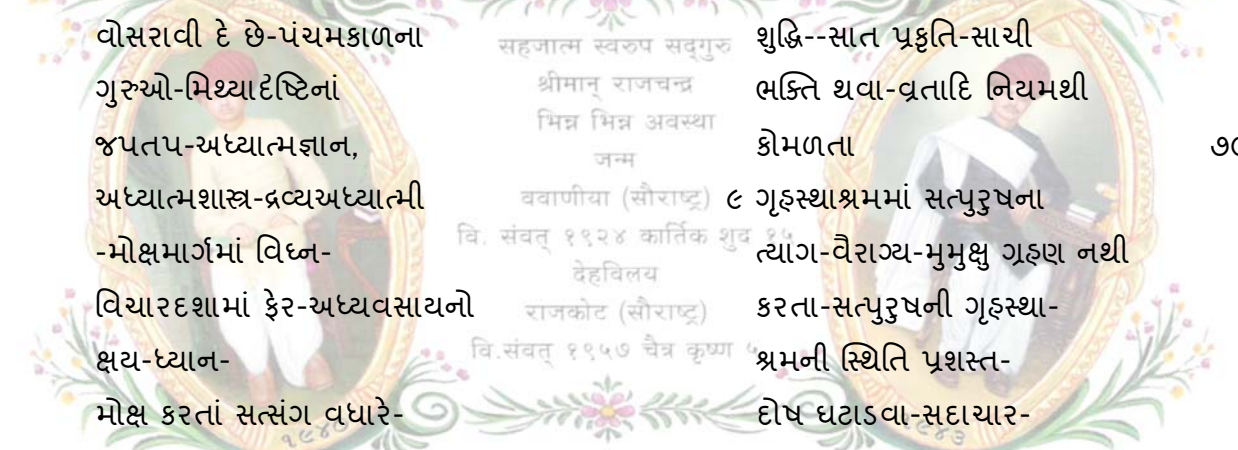 વોસરાવી દે છે-પંચમકાળના
ગુરુઓ-મિથ્યાદૃષ્ટિનાં
જપતપ-અધ્યાત્મજ્ઞાન,
અધ્યાત્મશાસ્ત્ર-દ્રવ્યઅધ્યાત્મી
-મોક્ષમાર્ગમાં વિઘ્ન-
વિચારદશામાં ફેર-અધ્યવસાયનો
ક્ષય-ધ્યાન-
મોક્ષ કરતાં સત્સંગ વધારે-
सहजात्म स्वरुप सद्गुरु
श्रीमान् राजचन्द्र
भिन्न भिन्न अवस्था
जन्म
ववाणीया (सौराष्ट्र)
वि. संवत् १९२४ कार्तिक शुद १५
देहविलय
राजकोट (सौराष्ट्र)
वि.संवत् १९५७ चैत्र कृष्ण ५
શુદ્ધિ--સાત પ્રકૃતિ-સાચી
ભક્તિ થવા-વ્રતાદિ નિયમથી
કોમળતા
૯ ગૃહસ્થાશ્રમમાં સત્પુરુષના
ત્યાગ-વૈરાગ્ય-મુમુક્ષુ ગ્રહણ નથી
કરતા-સત્પુરુષની ગૃહસ્થા-
શ્રમની સ્થિતિ પ્રશસ્ત-
દોષ ઘટાડવા-સદાચાર-